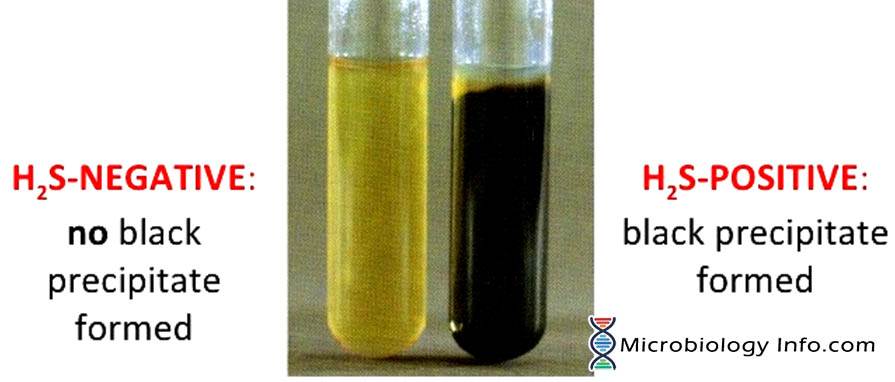 H₂S-NEGATIVE:
no black
precipitate
formed
H₂S-POSITIVE:
black precipitate
formed
Microbiology Info.com